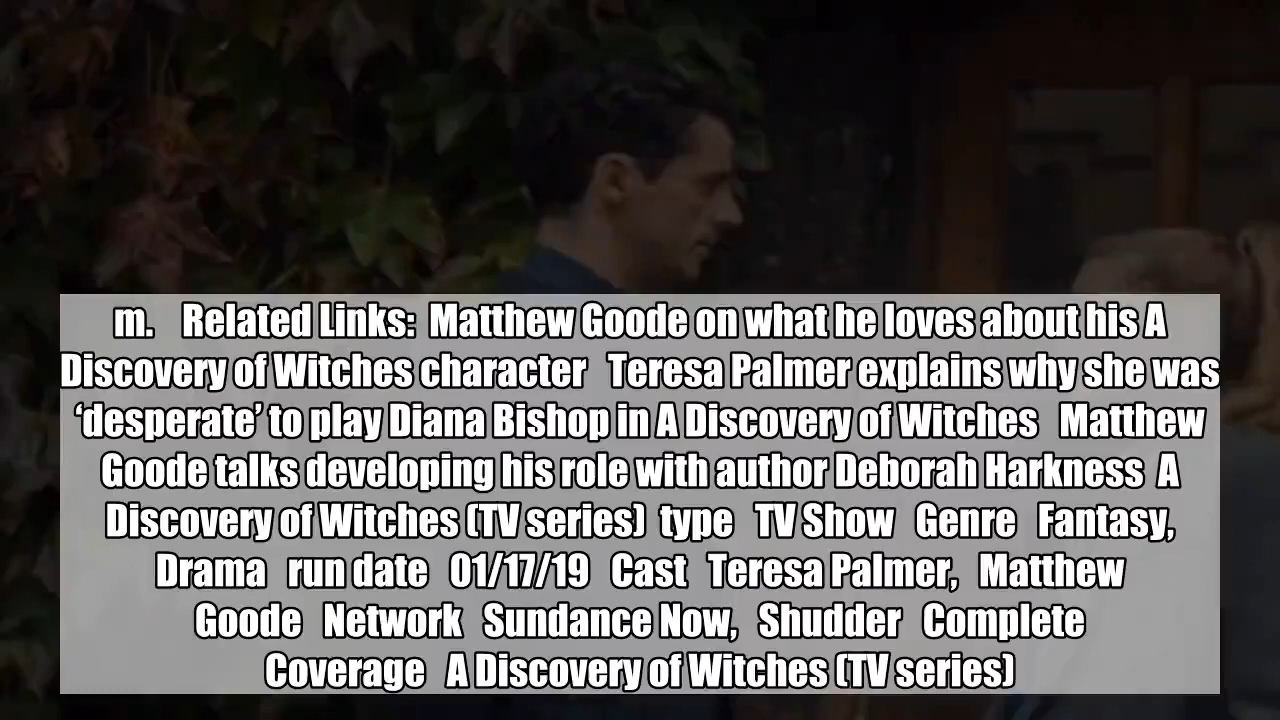 m. Related Links: Matthew Goode on what he loves about his A
Discovery of Witches character Teresa Palmer explains why she was
‘desperate’ to play Diana Bishop in A Discovery of Witches Matthew
Goode talks developing his role with author Deborah Harkness A
Discovery of Witches (TV series) type TV Show Genre Fantasy,
Drama run date 01/17/19 Cast Teresa Palmer, Matthew
Goode Network Sundance Now, Shudder Complete
Coverage A Discovery of Witches (TV series)